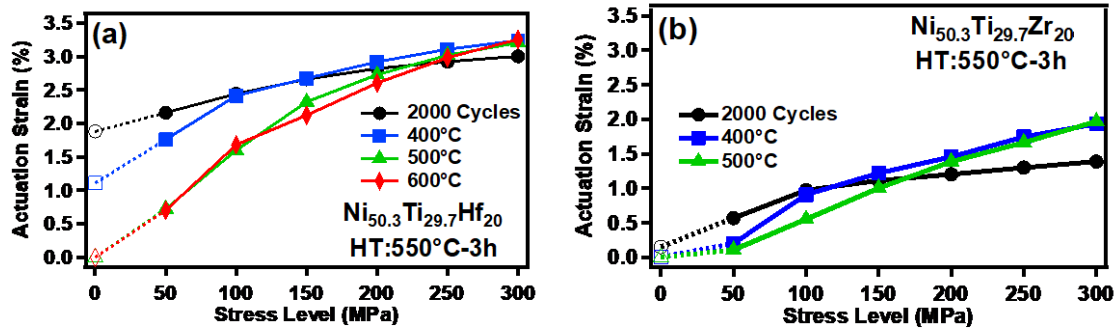 (a)
Actuation Strain (%)
3.5
3.0
2.5
2.0
1.5
1.0
0.5
0.0
2000 Cycles
400°C
500°C
600°C
Ni50.3Ti29.7Hf20
HT:550°C-3h
0 50 100 150 200 250 300
Stress Level (MPa)
(b)
Actuation Strain (%)
3.5
3.0
2.5
2.0
1.5
1.0
0.5
0.0
Ni50.3Ti29.7Zr20
HT:550°C-3h
2000 Cycles
400°C
500°C
0 50 100 150 200 250 300
Stress Level (MPa)